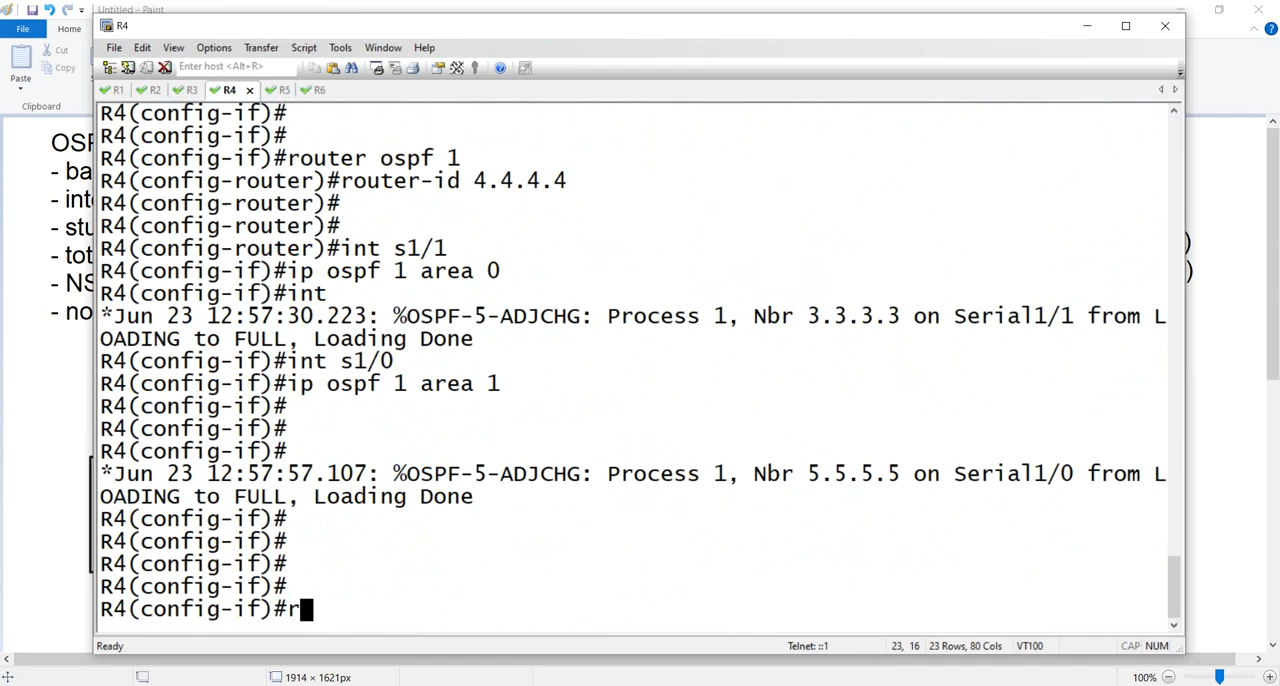 Untitled - Paint
File
Home
Cut
Copy
Paste
Clipboard
R4
File Edit View Options Transfer Script Tools Window Help
Enter host <Alt+R>
R1 R2 R3 R4 R5 R6
R4(config-if)#
R4(config-if)#
R4(config-if)#router ospf 1
R4(config-router)#router-id 4.4.4.4
R4(config-router)#
R4(config-router)#
R4(config-router)#int s1/1
R4(config-if)#ip ospf 1 area 0
R4(config-if)#int
*Jun 23 12:57:30.223: %OSPF-5-ADJCHG: Process 1, Nbr 3.3.3.3 on Serial1/1 from L
OADING to FULL, Loading Done
R4(config-if)#int s1/0
R4(config-if)#ip ospf 1 area 1
R4(config-if)#
R4(config-if)#
R4(config-if)#
*Jun 23 12:57:57.107: %OSPF-5-ADJCHG: Process 1, Nbr 5.5.5.5 on Serial1/0 from L
OADING to FULL, Loading Done
R4(config-if)#
R4(config-if)#
R4(config-if)#
R4(config-if)#
R4(config-if)#r
Ready
Telnet: ::1 23, 16 23 Rows, 80 Cols VT100 CAP NUM
OSP
- ba
- int
- stu
- tot
- NS
- no
)
)
1914 × 1621px
100%